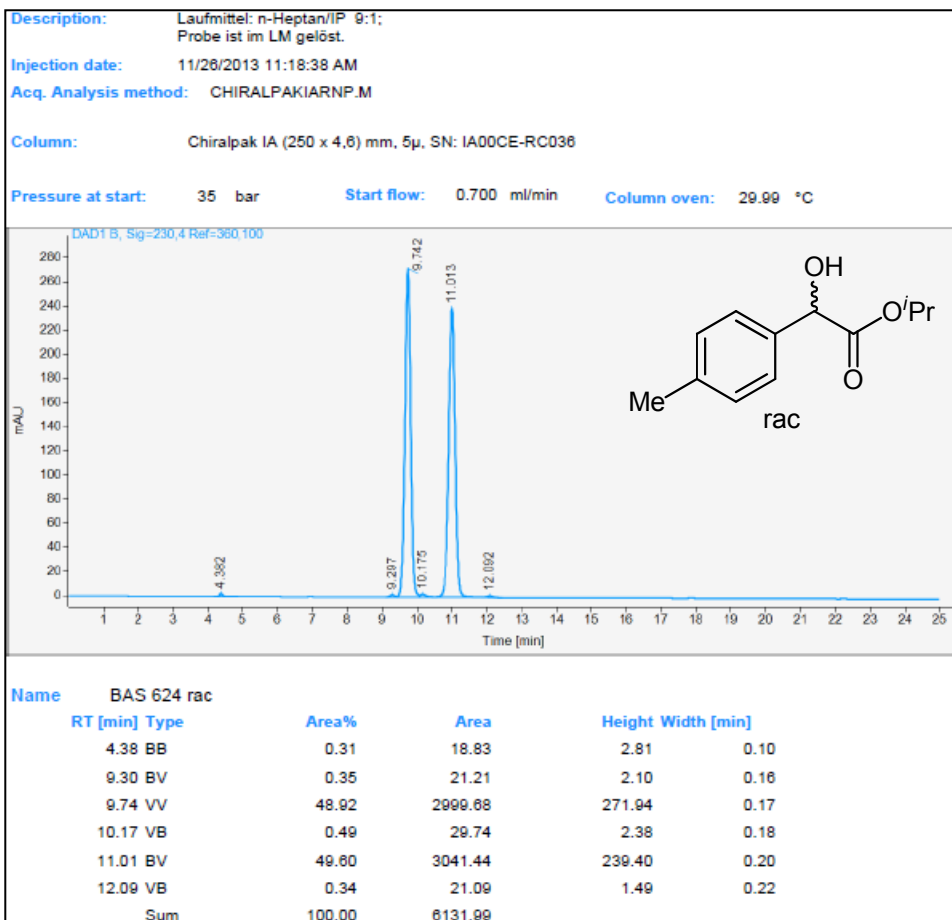 Description: Laufmittel: n-Heptan/IP 9:1;
Probe ist im LM gelöst.
Injection date: 11/26/2013 11:18:38 AM
Acq. Analysis method: CHIRALPAKIARNP.M
Column: Chiralpak IA (250 x 4,6) mm, 5µ, SN: IA00CE-RC036
Pressure at start: 35 bar Start flow: 0.700 ml/min Column oven: 29.99 °C
DAD1 B, Sig=230,4 Ref=360,100
280
260
240
220
200
180
160
140
120
100
80
60
40
20
0
mAU
4.382
9.297
9.742
10.175
11.013
12.092
OH
OiPr
O
Me
rac
1 2 3 4 5 6 7 8 9 10 11 12 13 14 15 16 17 18 19 20 21 22 23 24 25
Time [min]
Name BAS 624 rac
RT [min] Type Area% Area Height Width [min]
4.38 BB 0.31 18.83 2.81 0.10
9.30 BV 0.35 21.21 2.10 0.16
9.74 VV 48.92 2999.68 271.94 0.17
10.17 VB 0.49 29.74 2.38 0.18
11.01 BV 49.60 3041.44 239.40 0.20
12.09 VB 0.34 21.09 1.49 0.22
Sum 100.00 6131.99